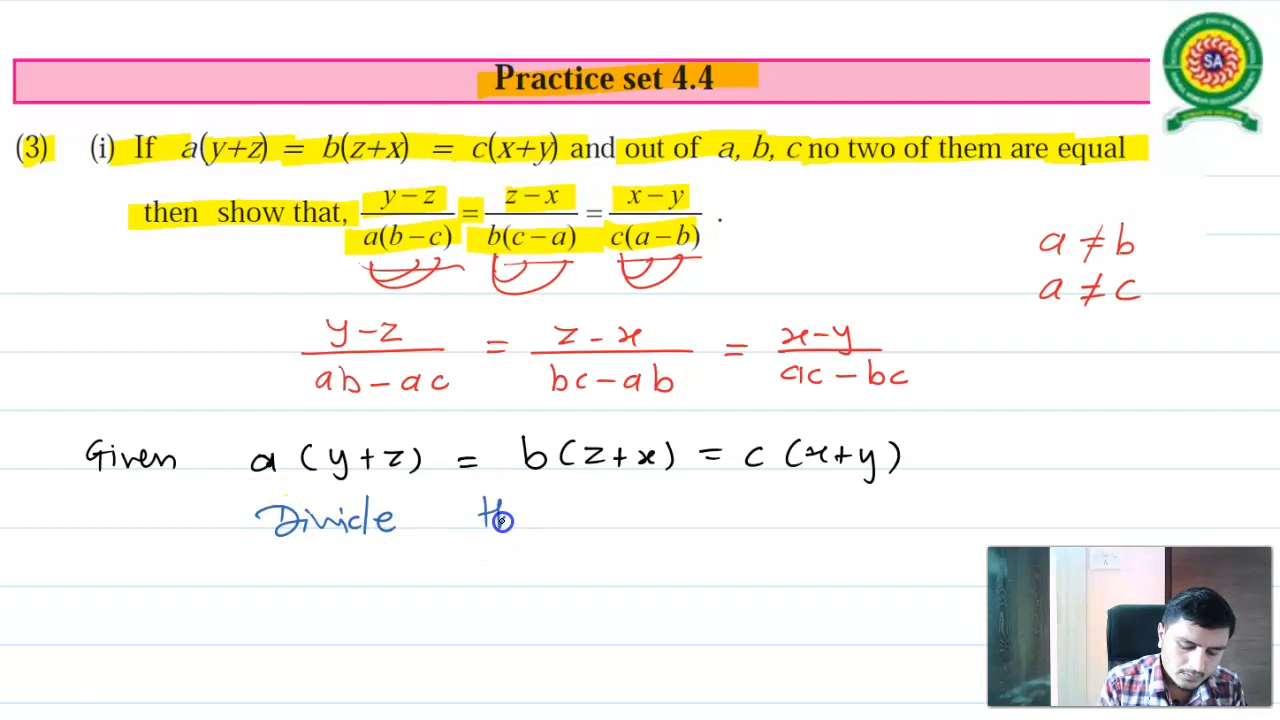 Practice set 4.4
SA
(3) (i) If a(y+z) = b(z+x) = c(x+y) and out of a, b, c no two of them are equal
then show that, y−z / a(b−c) = z−x / b(c−a) = x−y / c(a−b) .
a ≠ b
a ≠ c
y−z / ab−ac = z−x / bc−ab = x−y / ac−bc
Given a (y+z) = b(z+x) = c (x+y)
Divide